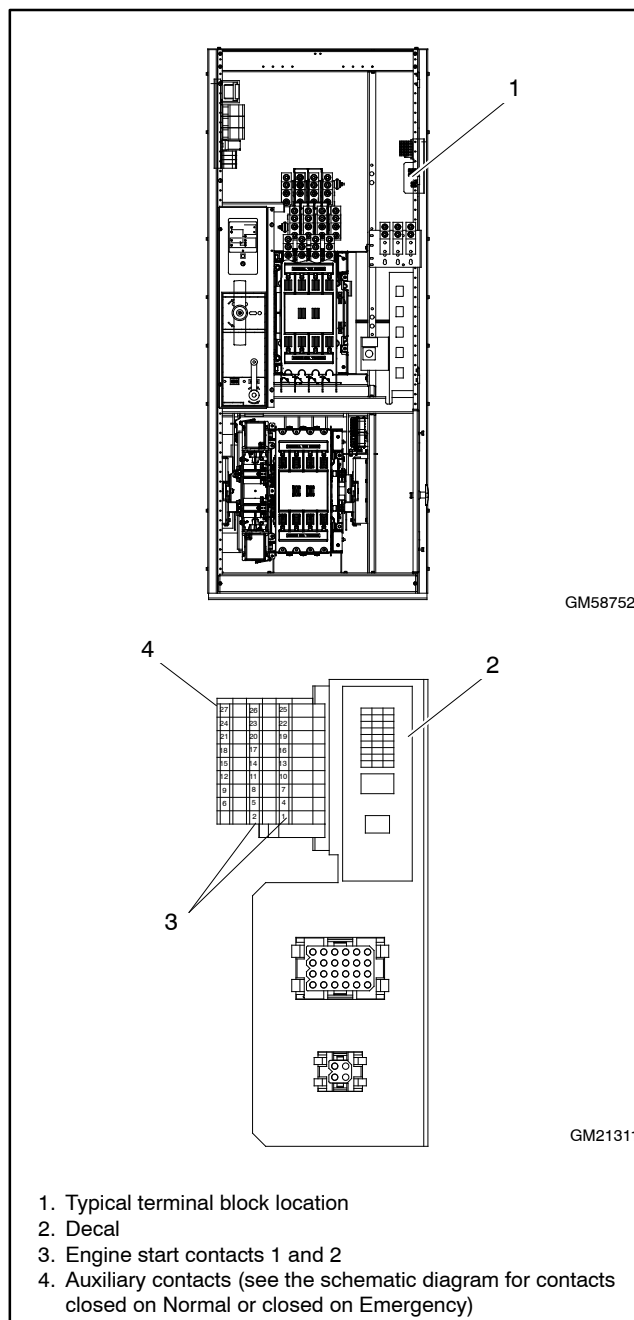 1
GM58752
4
2
27 26 25
24 23 22
21 20 19
18 17 16
15 14 13
12 11 10
9 8 7
6 5 4
2 1
3
GM21311
1. Typical terminal block location
2. Decal
3. Engine start contacts 1 and 2
4. Auxiliary contacts (see the schematic diagram for contacts
closed on Normal or closed on Emergency)